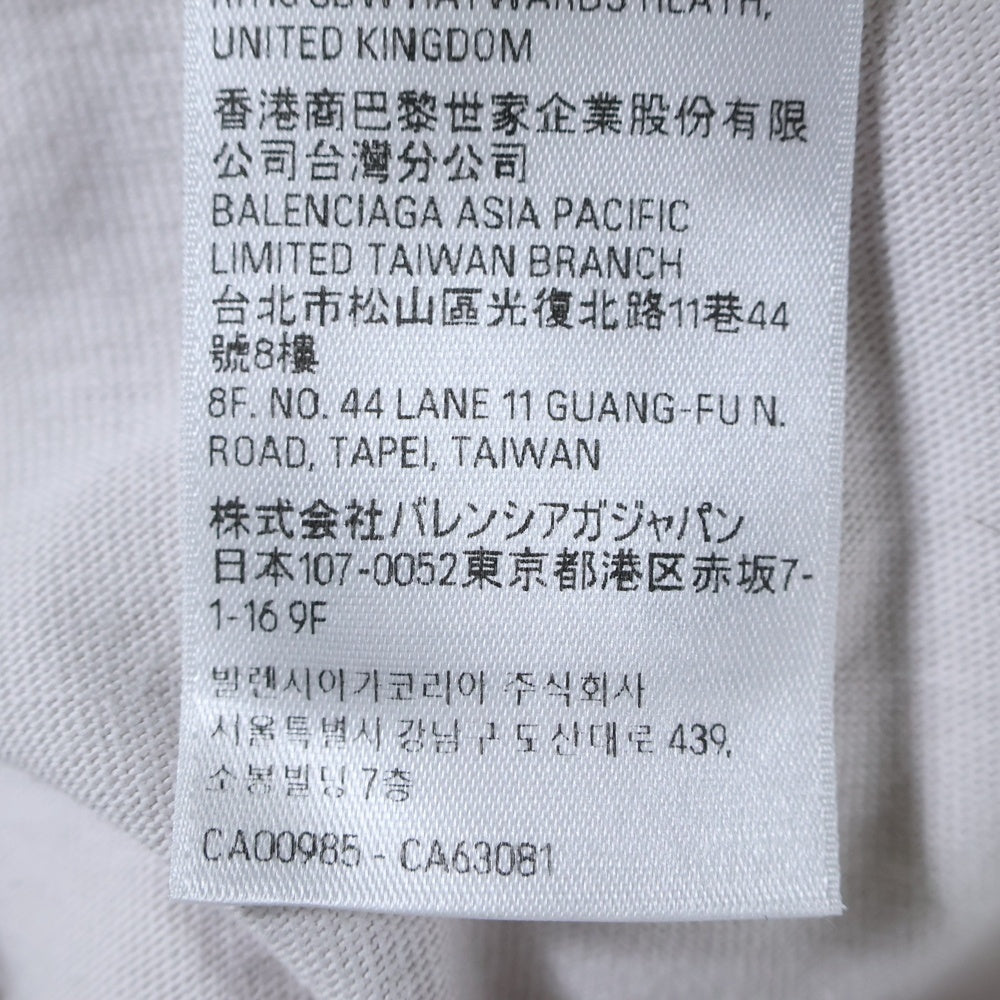 HAYWARDS HEATH,
UNITED KINGDOM
香港商巴黎世家企業股份有限
公司台灣分公司
BALENCIAGA ASIA PACIFIC
LIMITED TAIWAN BRANCH
台北市松山區光復北路11巷44
號8樓
8F. NO. 44 LANE 11 GUANG-FU N.
ROAD, TAPEI, TAIWAN
株式会社バレンシアガジャパン
日本107-0052東京都港区赤坂7-
1-16 9F
발렌시아가코리아 주식회사
서울특별시 강남구 도산대로 439,
소봉빌딩 7층
CA00985 - CA63081